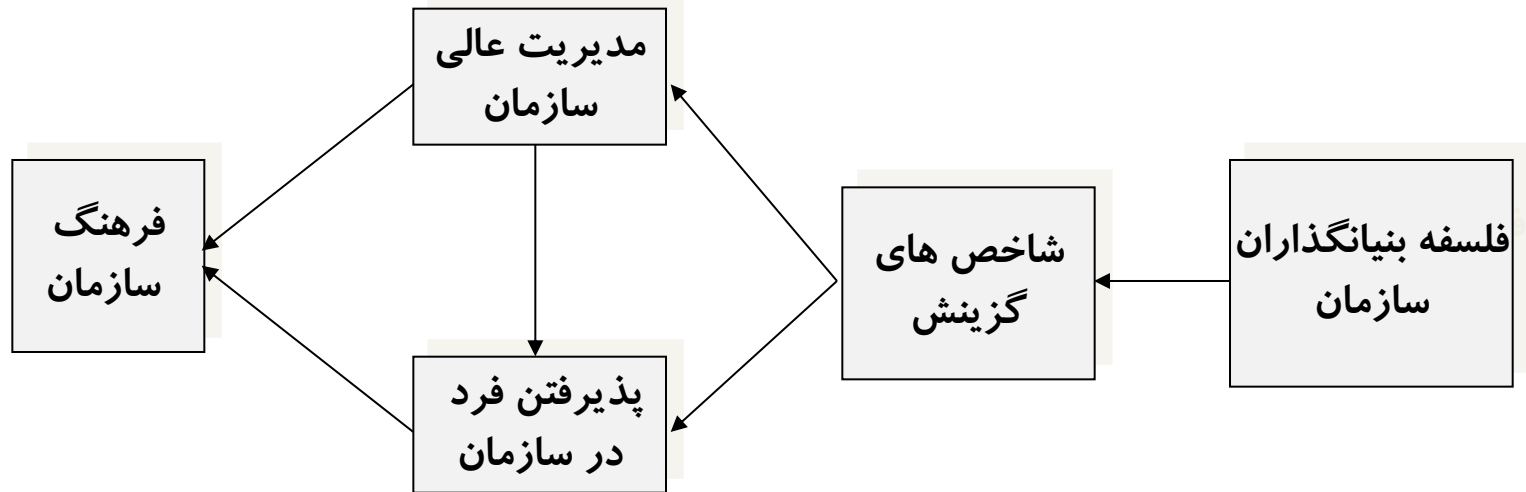 فلسفه بنیانگذاران
سازمان
شاخص های
گزینش
مدیریت عالی
سازمان
پذیرفتن فرد
در سازمان
فرهنگ
سازمان